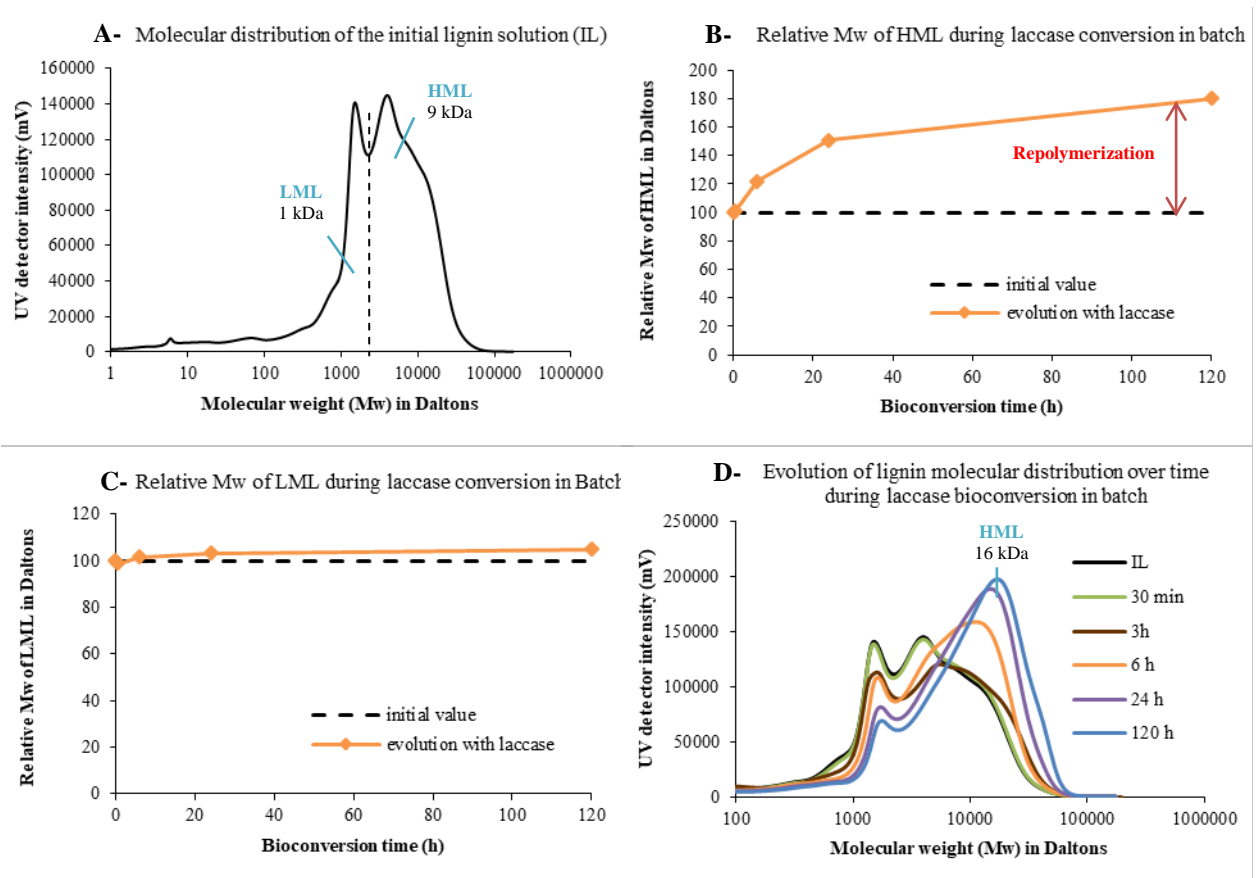 A- Molecular distribution of the initial lignin solution (IL)
UV detector intensity (mV)
160000
140000
120000
100000
80000
60000
40000
20000
0
HML
9 kDa
LML
1 kDa
1 10 100 1000 10000 100000 1000000
Molecular weight (Mw) in Daltons
B- Relative Mw of HML during laccase conversion in batch
Relative Mw of HML in Daltons
200
180
160
140
120
100
80
60
40
20
0
Repolymerization
initial value
evolution with laccase
0 20 40 60 80 100 120
Bioconversion time (h)
C- Relative Mw of LML during laccase conversion in Batch
Relative Mw of LML in Daltons
120
100
80
60
40
20
0
initial value
evolution with laccase
0 20 40 60 80 100 120
Bioconversion time (h)
D- Evolution of lignin molecular distribution over time
during laccase bioconversion in batch
UV detector intensity (mV)
250000
200000
150000
100000
50000
0
HML
16 kDa
IL
30 min
3h
6 h
24 h
120 h
100 1000 10000 100000 1000000
Molecular weight (Mw) in Daltons